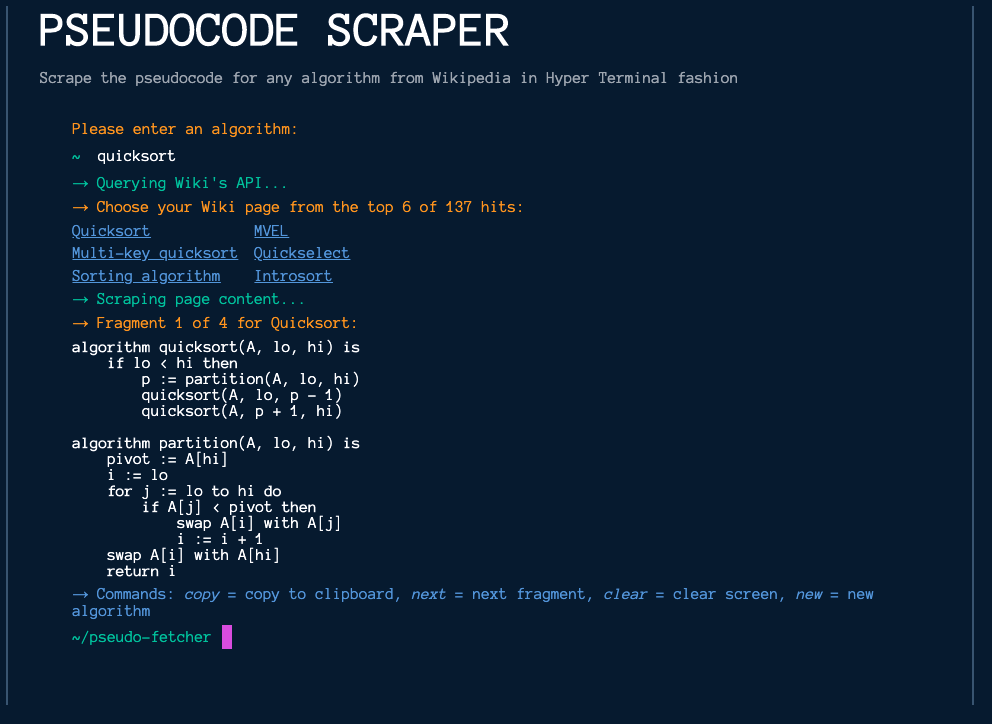 PSEUDOCODE SCRAPER
Scrape the pseudocode for any algorithm from Wikipedia in Hyper Terminal fashion
Please enter an algorithm:
~ quicksort
→ Querying Wiki's API...
→ Choose your Wiki page from the top 6 of 137 hits:
Quicksort MVEL
Multi-key quicksort Quickselect
Sorting algorithm Introsort
→ Scraping page content...
→ Fragment 1 of 4 for Quicksort:
algorithm quicksort(A, lo, hi) is
    if lo < hi then
        p := partition(A, lo, hi)
        quicksort(A, lo, p - 1)
        quicksort(A, p + 1, hi)
algorithm partition(A, lo, hi) is
    pivot := A[hi]
    i := lo
    for j := lo to hi do
        if A[j] < pivot then
            swap A[i] with A[j]
            i := i + 1
    swap A[i] with A[hi]
    return i
→ Commands: copy = copy to clipboard, next = next fragment, clear = clear screen, new = new
algorithm
~/pseudo-fetcher